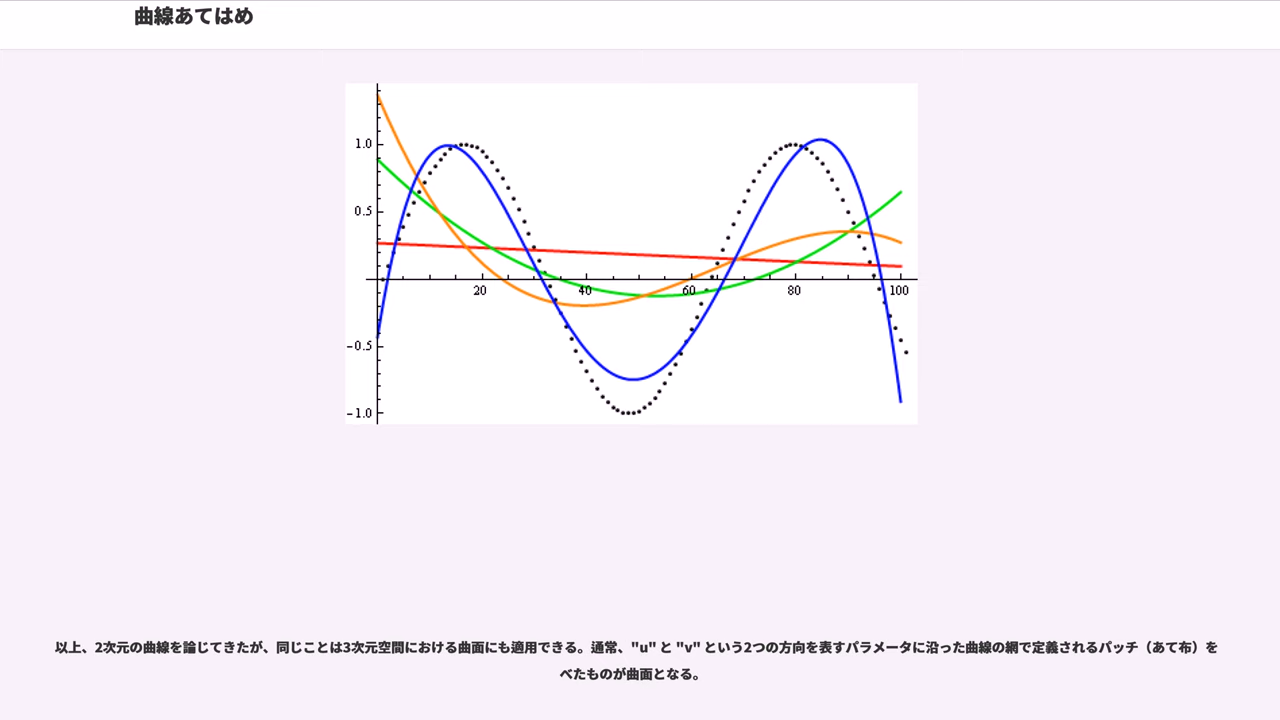 曲線あてはめ
1.0
0.5
-0.5
-1.0
20 40 60 80 100
以上、2次元の曲線を論じてきたが、同じことは3次元空間における曲面にも適用できる。通常、"u" と "v" という2つの方向を表すパラメータに沿った曲線の網で定義されるパッチ（あて布）を
べたものが曲面となる。